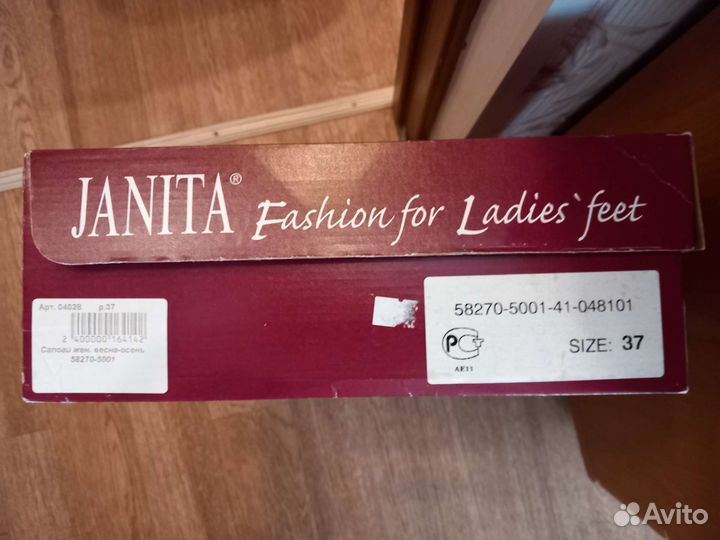 JANITA® Fashion for Ladies` feet
Арт. 04028 р.37
2 400000 164142
Сапоги жен. весна-осень
58270-5001
58270-5001-41-048101
РСТ
АЕ11
SIZE: 37
Avito